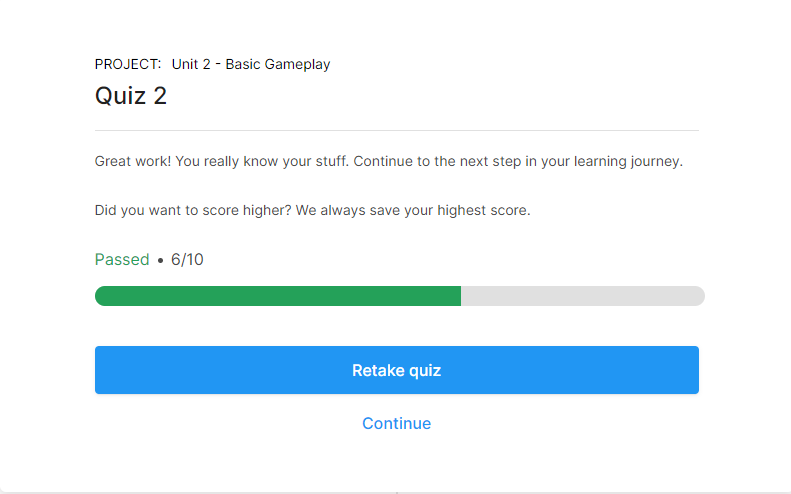 PROJECT: Unit 2 - Basic Gameplay
Quiz 2
Great work! You really know your stuff. Continue to the next step in your learning journey.
Did you want to score higher? We always save your highest score.
Passed • 6/10
Retake quiz
Continue